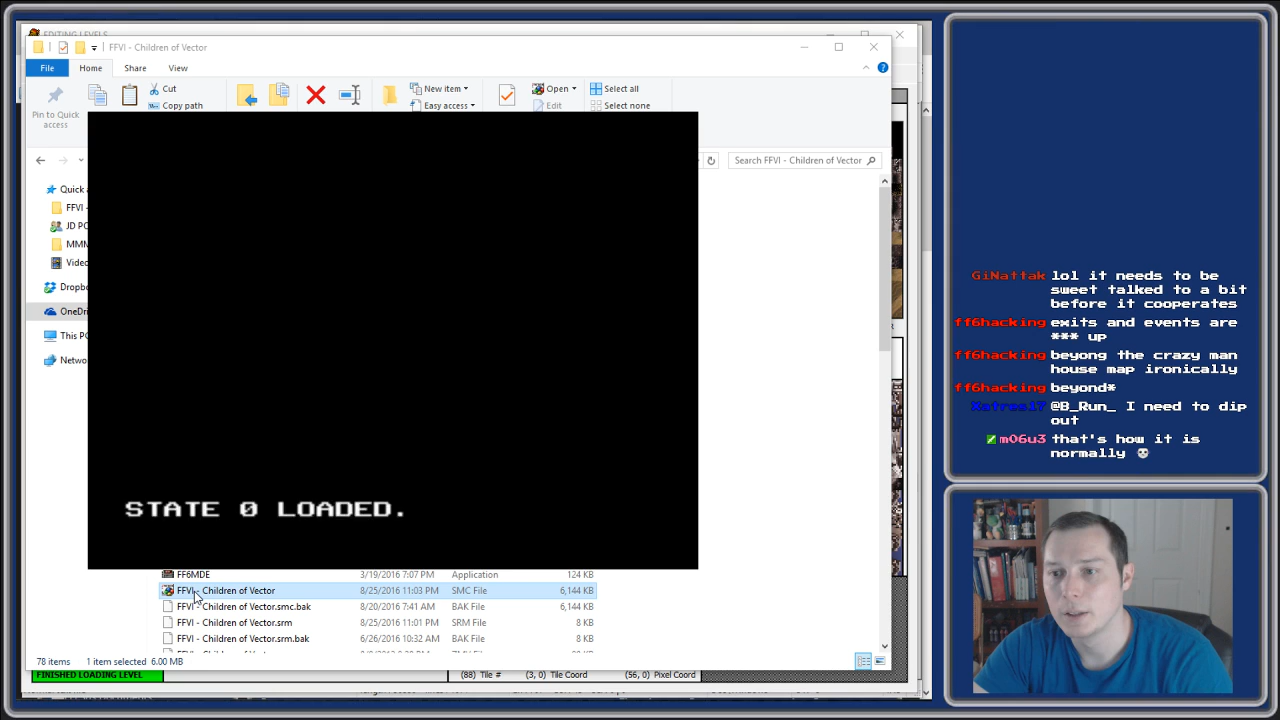 EDITING LEVELS
FFVI - Children of Vector
File Home Share View
Pin to Quick access
Cut
Copy path
New item
Easy access
Open
Edit
Select all
Select none
Search FFVI - Children of Vector
Quick a
FFVI -
JD PC
MMM
Video
Dropbo
OneDri
This PC
Netwo
STATE 0 LOADED.
FF6MDE 3/19/2016 7:07 PM Application 124 KB
FFVI - Children of Vector 8/25/2016 11:03 PM SMC File 6,144 KB
FFVI - Children of Vector.smc.bak 8/20/2016 7:41 AM BAK File 6,144 KB
FFVI - Children of Vector.srm 8/25/2016 11:01 PM SRM File 8 KB
FFVI - Children of Vector.srm.bak 6/26/2016 10:32 AM BAK File 8 KB
78 items 1 item selected 6.00 MB
FINISHED LOADING LEVEL
(88) Tile # (3, 0) Tile Coord (56, 0) Pixel Coord
GiNattak lol it needs to be
sweet talked to a bit
before it cooperates
ff6hacking exits and events are
*** up
ff6hacking beyong the crazy man
house map ironically
ff6hacking beyond*
@B_Run_ I need to dip
out
m06u3 that's how it is
normally 💀